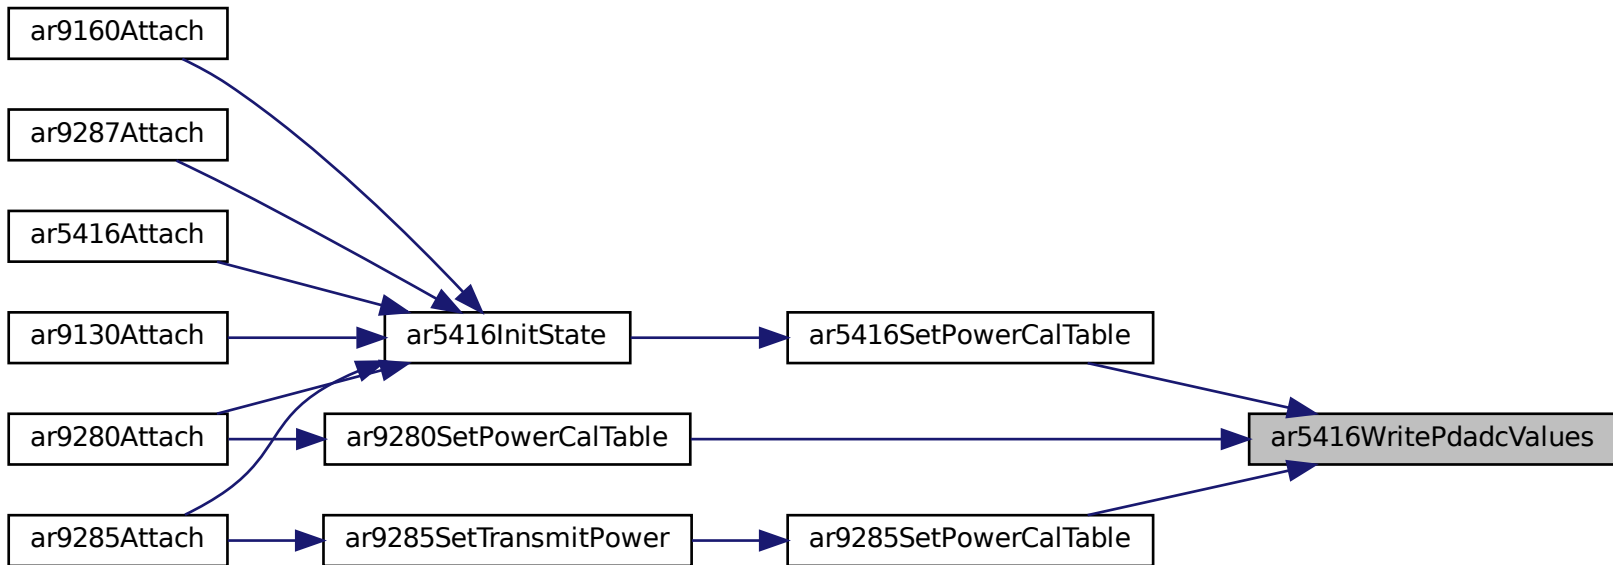 ar9160Attach
ar9287Attach
ar5416Attach
ar9130Attach
ar5416InitState
ar5416SetPowerCalTable
ar9280Attach
ar9280SetPowerCalTable
ar5416WritePdadcValues
ar9285Attach
ar9285SetTransmitPower
ar9285SetPowerCalTable